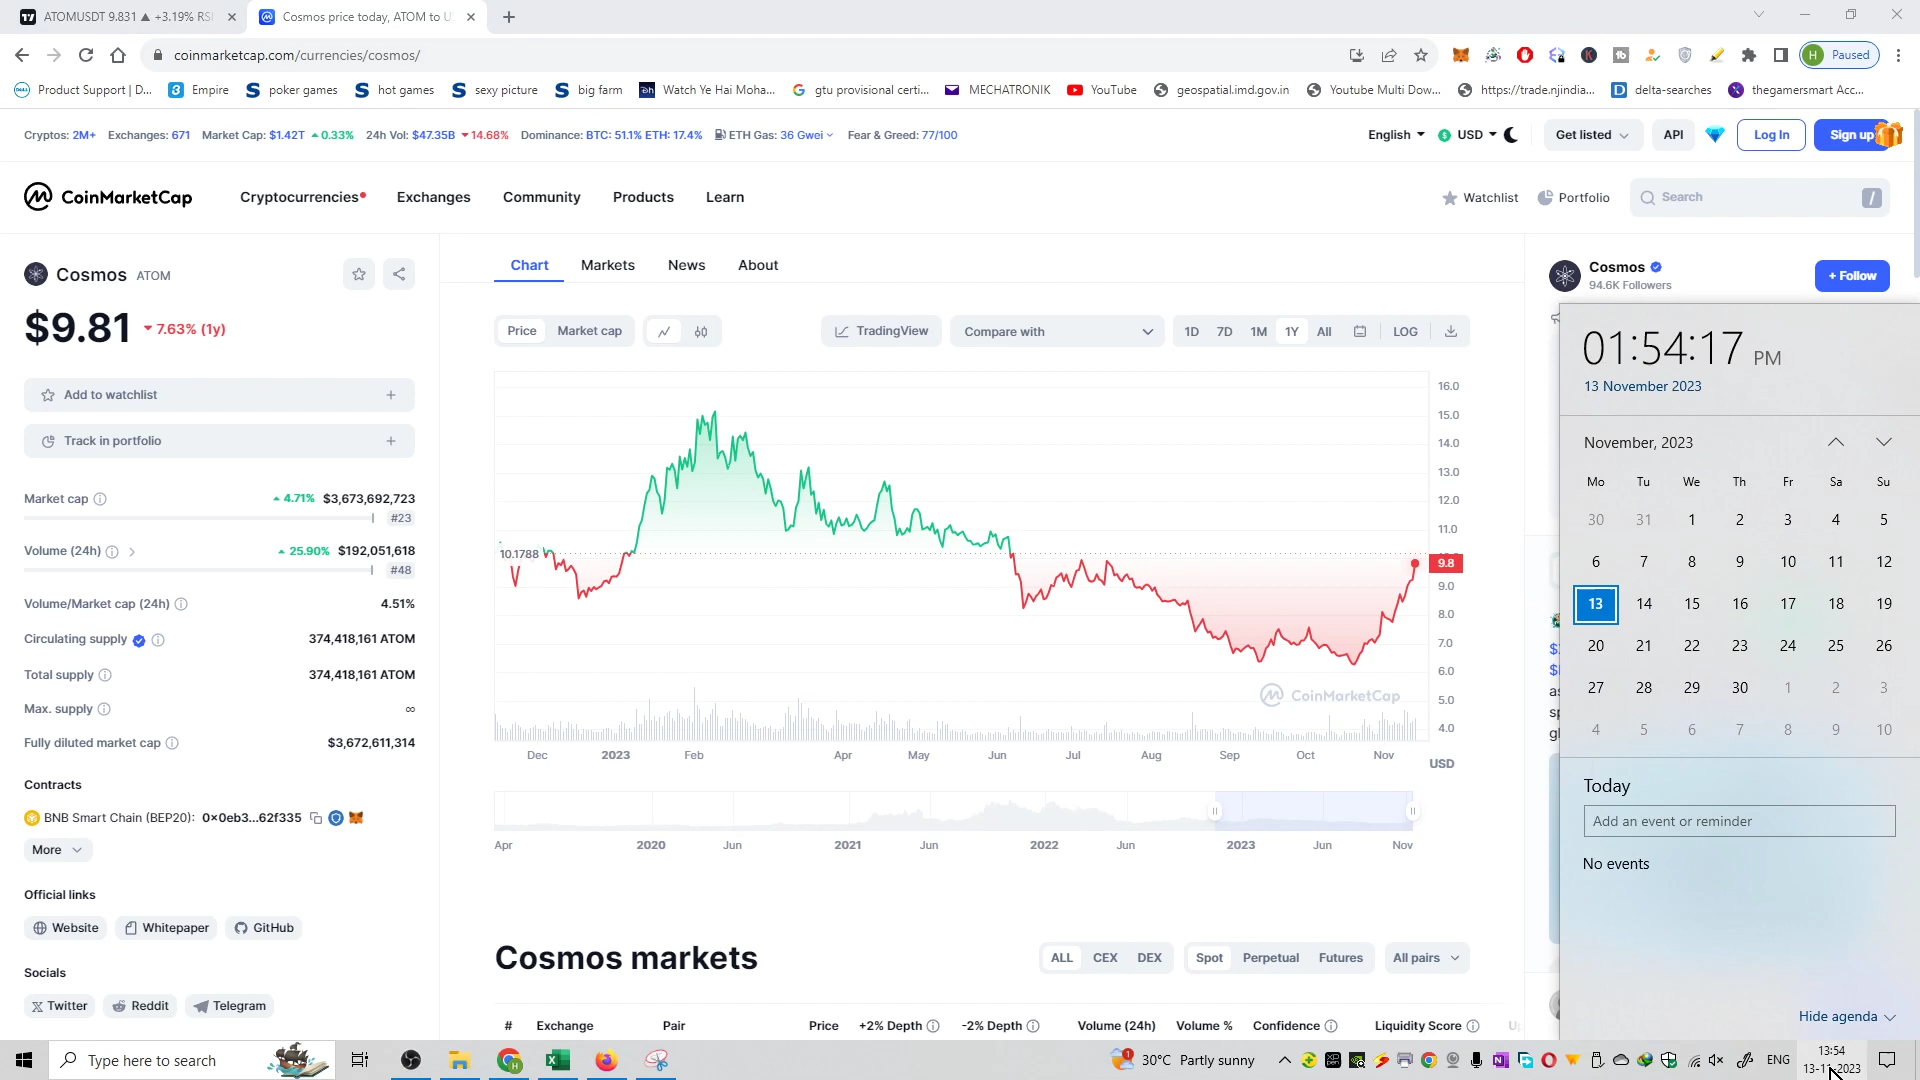 ATOMUSDT 9.831 ▲ +3.19% RSI
Cosmos price today, ATOM to U
coinmarketcap.com/currencies/cosmos/
Paused
Product Support | D...
Empire
poker games
hot games
sexy picture
big farm
Watch Ye Hai Moha...
gtu provisional certi...
MECHATRONIK
YouTube
geospatial.imd.gov.in
Youtube Multi Dow...
https://trade.njindia...
delta-searches
thegamersmart Acc...
Cryptos: 2M+ Exchanges: 671 Market Cap: $1.42T 0.33% 24h Vol: $47.35B 14.68% Dominance: BTC: 51.1% ETH: 17.4% ETH Gas: 36 Gwei Fear & Greed: 77/100
English USD Get listed API Log In Sign up
CoinMarketCap Cryptocurrencies Exchanges Community Products Learn
Watchlist Portfolio Search /
Cosmos ATOM
$9.81 7.63% (1y)
Add to watchlist +
Track in portfolio +
Market cap 4.71% $3,673,692,723
#23
Volume (24h) 25.90% $192,051,618
#48
Volume/Market cap (24h) 4.51%
Circulating supply 374,418,161 ATOM
Total supply 374,418,161 ATOM
Max. supply ∞
Fully diluted market cap $3,672,611,314
Contracts
BNB Smart Chain (BEP20): 0x0eb3...62f335
More
Official links
Website Whitepaper GitHub
Socials
Twitter Reddit Telegram
Chart Markets News About
Price Market cap TradingView Compare with 1D 7D 1M 1Y All LOG
16.0
15.0
14.0
13.0
12.0
11.0
10.1788
9.8
9.0
8.0
7.0
6.0
5.0
4.0
CoinMarketCap
Dec 2023 Feb Apr May Jun Jul Aug Sep Oct Nov
USD
Apr 2020 Jun 2021 Jun 2022 Jun 2023 Jun Nov
Cosmos markets
ALL CEX DEX Spot Perpetual Futures All pairs
# Exchange Pair Price +2% Depth -2% Depth Volume (24h) Volume % Confidence Liquidity Score
Cosmos
94.6K Followers
+ Follow
01:54:17 PM
13 November 2023
November, 2023
Mo Tu We Th Fr Sa Su
30 31 1 2 3 4 5
6 7 8 9 10 11 12
13 14 15 16 17 18 19
20 21 22 23 24 25 26
27 28 29 30 1 2 3
4 5 6 7 8 9 10
Today
Add an event or reminder
No events
Hide agenda
Type here to search
30°C Partly sunny
ENG
13:54
13-11-2023